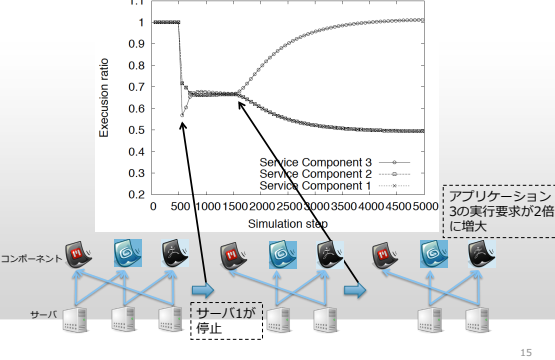 1.1
1
0.9
0.8
0.7
0.6
0.5
0.4
0.3
0.2
Execusion ratio
Service Component 3
Service Component 2
Service Component 1
0 500 1000 1500 2000 2500 3000 3500 4000 4500 5000
Simulation step
アプリケーション
3の実行要求が2倍
に増大
コンポーネント
サーバ
サーバ1が
停止
15